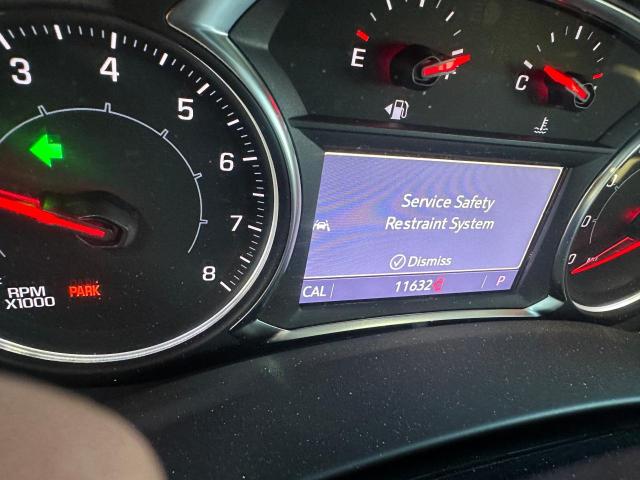 3 4 5 6 7 8
RPM
X1000
PARK
E F
C
Service Safety
Restraint System
Dismiss
CAL 11632 P